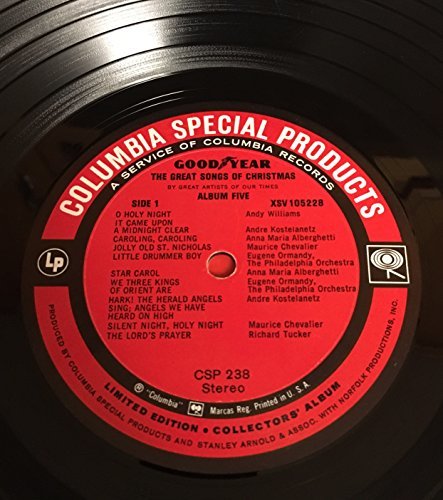 COLUMBIA SPECIAL PRODUCTS
A SERVICE OF COLUMBIA RECORDS
GOODYEAR
THE GREAT SONGS OF CHRISTMAS
BY GREAT ARTISTS OF OUR TIMES
ALBUM FIVE
SIDE 1 XSV 105228
O HOLY NIGHT Andy Williams
IT CAME UPON
A MIDNIGHT CLEAR Andre Kostelanetz
CAROLING, CAROLING Anna Maria Alberghetti
JOLLY OLD ST. NICHOLAS Maurice Chevalier
LITTLE DRUMMER BOY Eugene Ormandy,
The Philadelphia Orchestra
STAR CAROL Anna Maria Alberghetti
WE THREE KINGS Eugene Ormandy,
OF ORIENT ARE The Philadelphia Orchestra
HARK! THE HERALD ANGELS Andre Kostelanetz
SING; ANGELS WE HAVE
HEARD ON HIGH
SILENT NIGHT, HOLY NIGHT Maurice Chevalier
THE LORD'S PRAYER Richard Tucker
LP
CSP 238
Stereo
® "Columbia", Marcas Reg. Printed in U.S.A.
LIMITED EDITION • COLLECTORS' ALBUM
PRODUCED BY COLUMBIA SPECIAL PRODUCTS AND STANLEY ARNOLD & ASSOC. WITH NORFOLK PRODUCTIONS, INC.